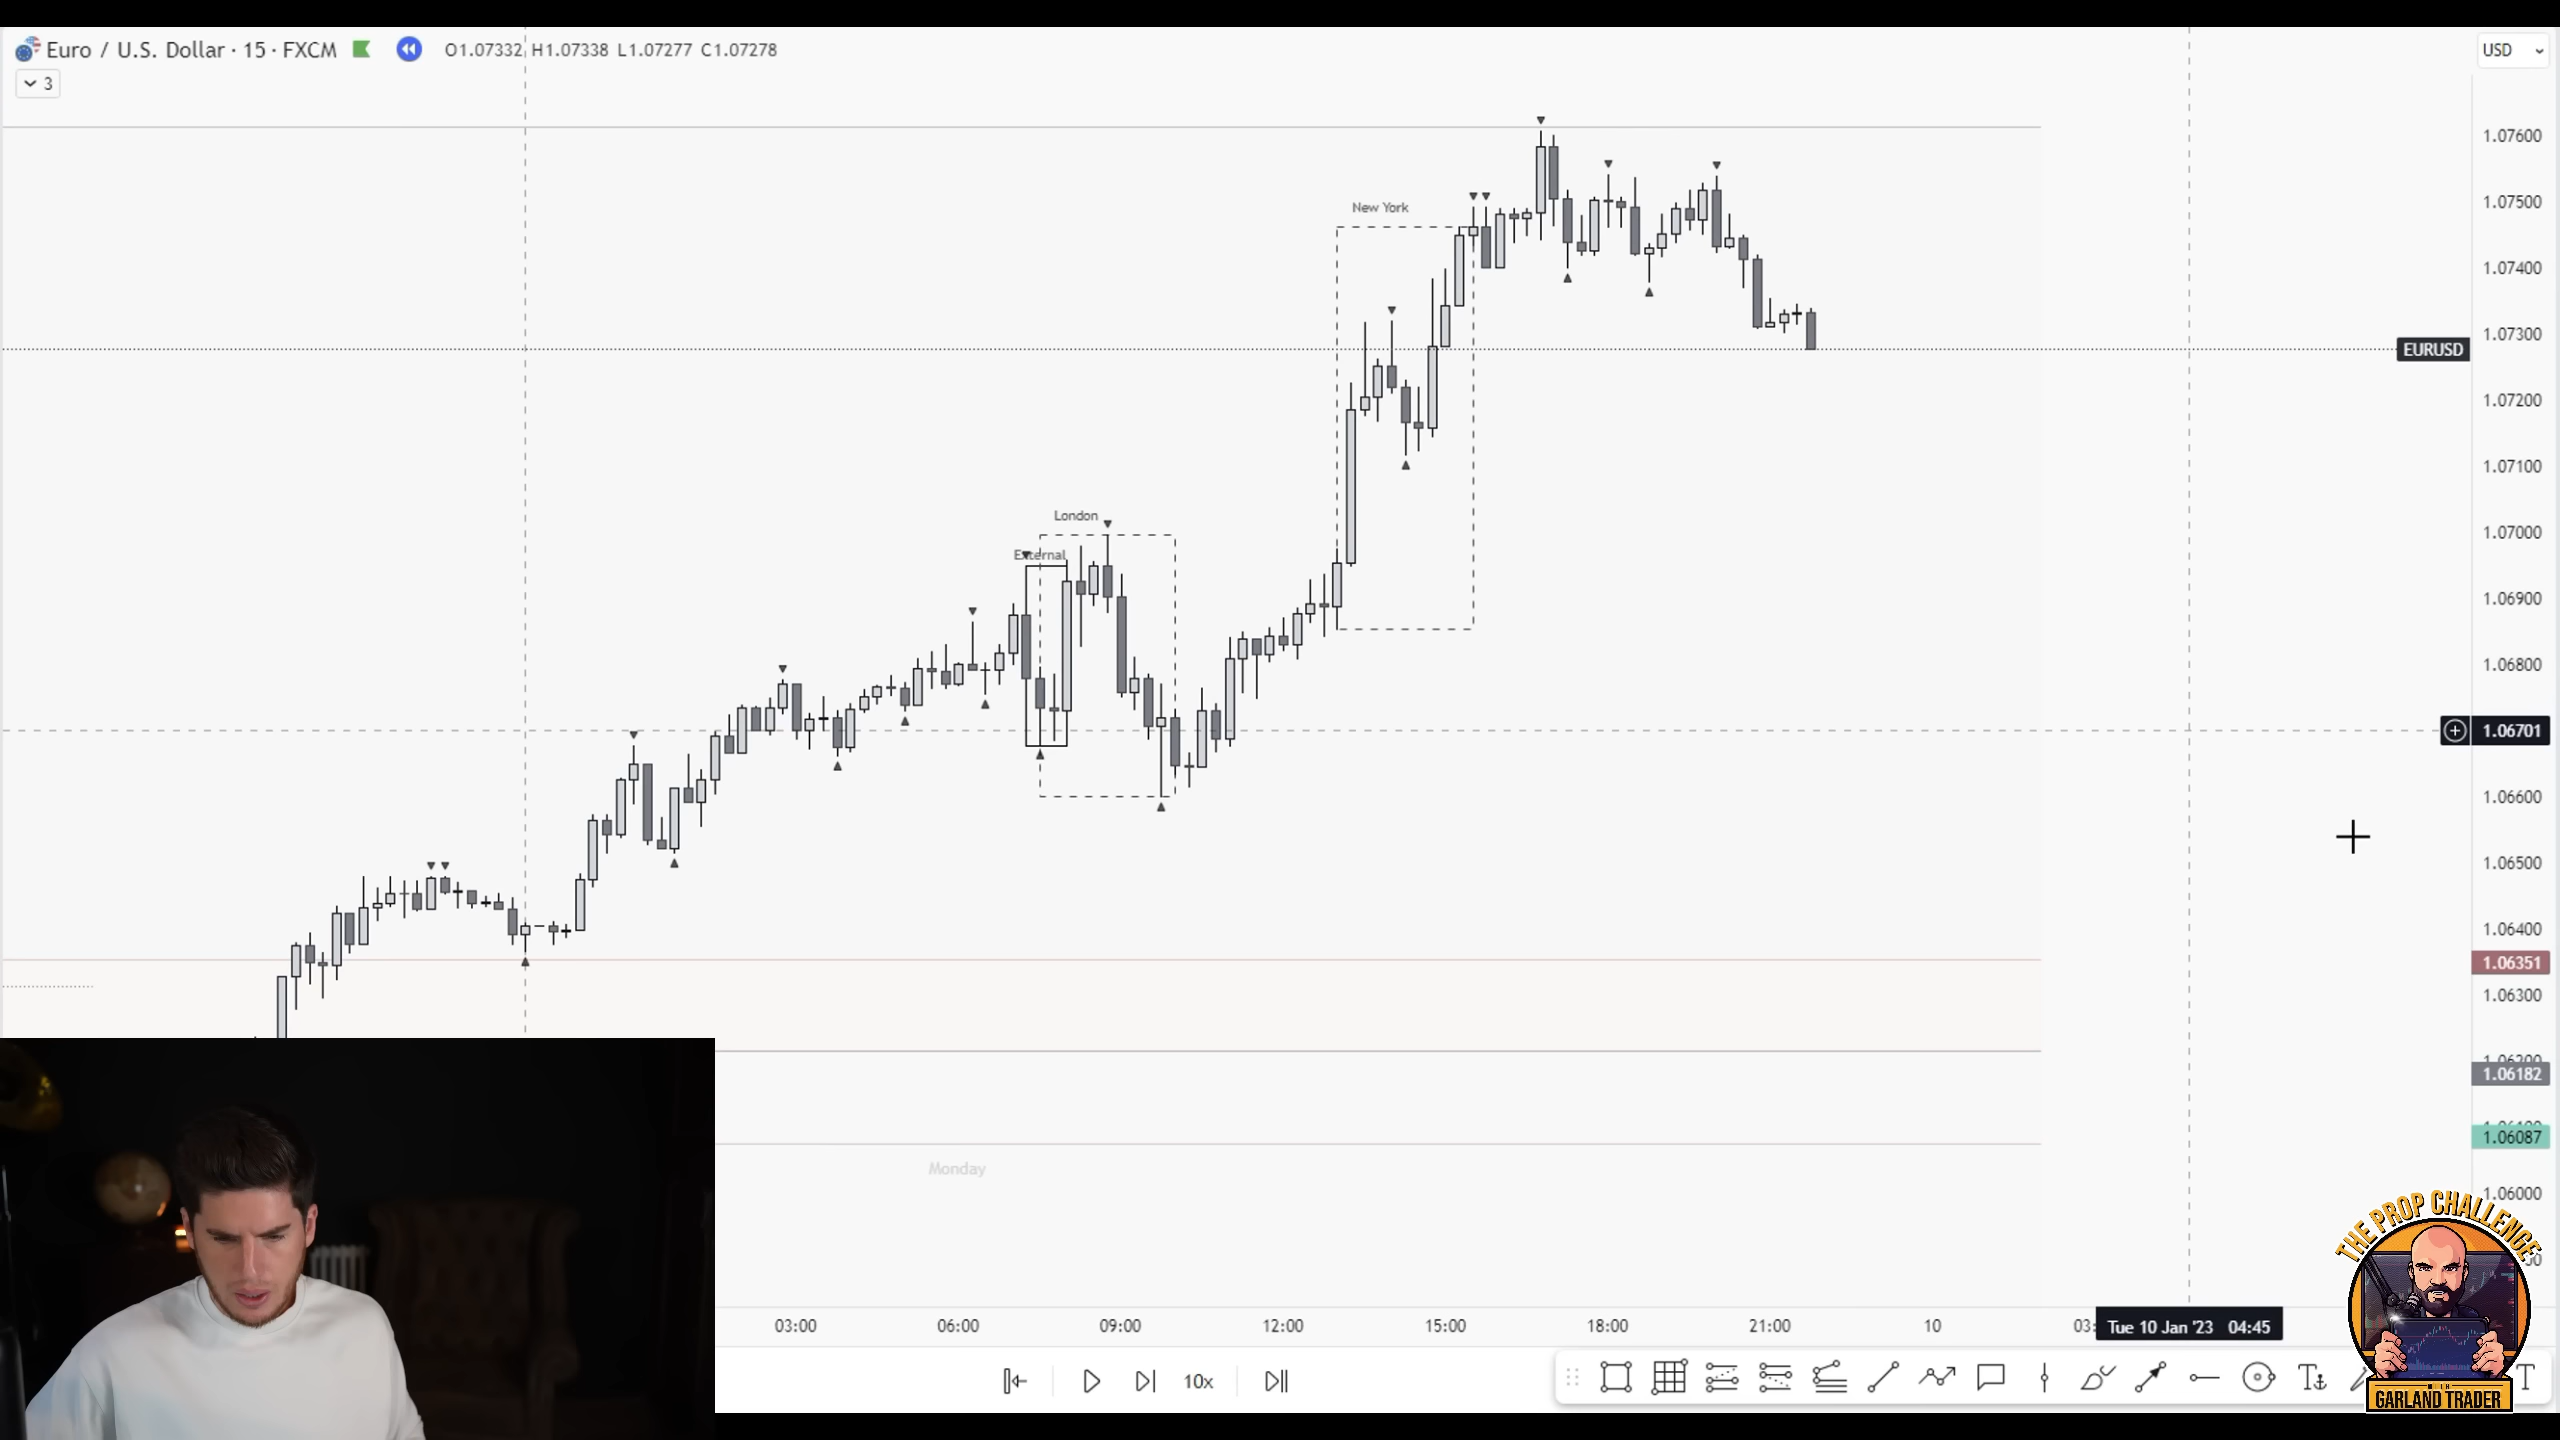 Euro / U.S. Dollar · 15 · FXCM O1.07332 H1.07338 L1.07277 C1.07278
USD
3
1.07600
1.07500
New York
1.07400
1.07300
EURUSD
1.07200
1.07100
1.07000
London
External
1.06900
1.06800
1.06701
1.06600
1.06500
1.06400
1.06351
1.06300
1.06182
1.06087
Monday
1.06000
03:00 06:00 09:00 12:00 15:00 18:00 21:00 10 03: Tue 10 Jan '23 04:45
10x
THE PROP CHALLENGE
WITH
GARLAND TRADER